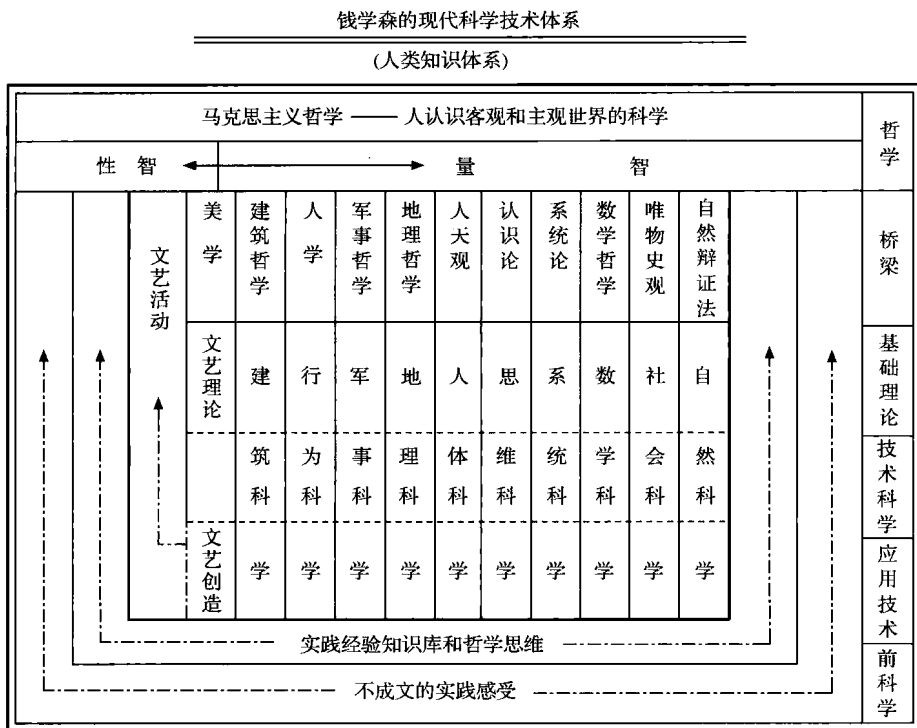 钱学森的现代科学技术体系
(人类知识体系)
马克思主义哲学 —— 人认识客观和主观世界的科学
哲学
性智
量智
文艺活动
美学
建筑哲学
人学
军事哲学
地理哲学
人天观
认识论
系统论
数学哲学
唯物史观
自然辩证法
桥梁
文艺理论
文艺创造
建筑科学
行为科学
军事科学
地理科学
人体科学
思维科学
系统科学
数学科学
社会科学
自然科学
基础理论
技术科学
应用技术
前科学
实践经验知识库和哲学思维
不成文的实践感受